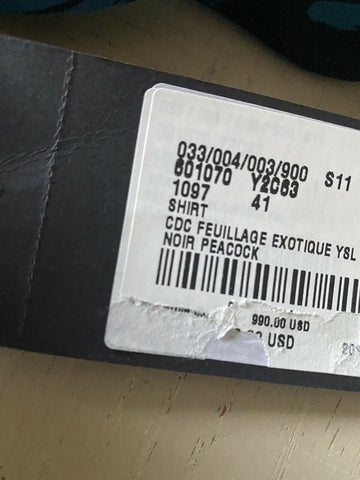 033/004/003/900 S11
601070 Y2C63
1097 41
SHIRT
CDC FEUILLAGE EXOTIQUE YSL
NOIR PEACOCK
990.00 USD
USD